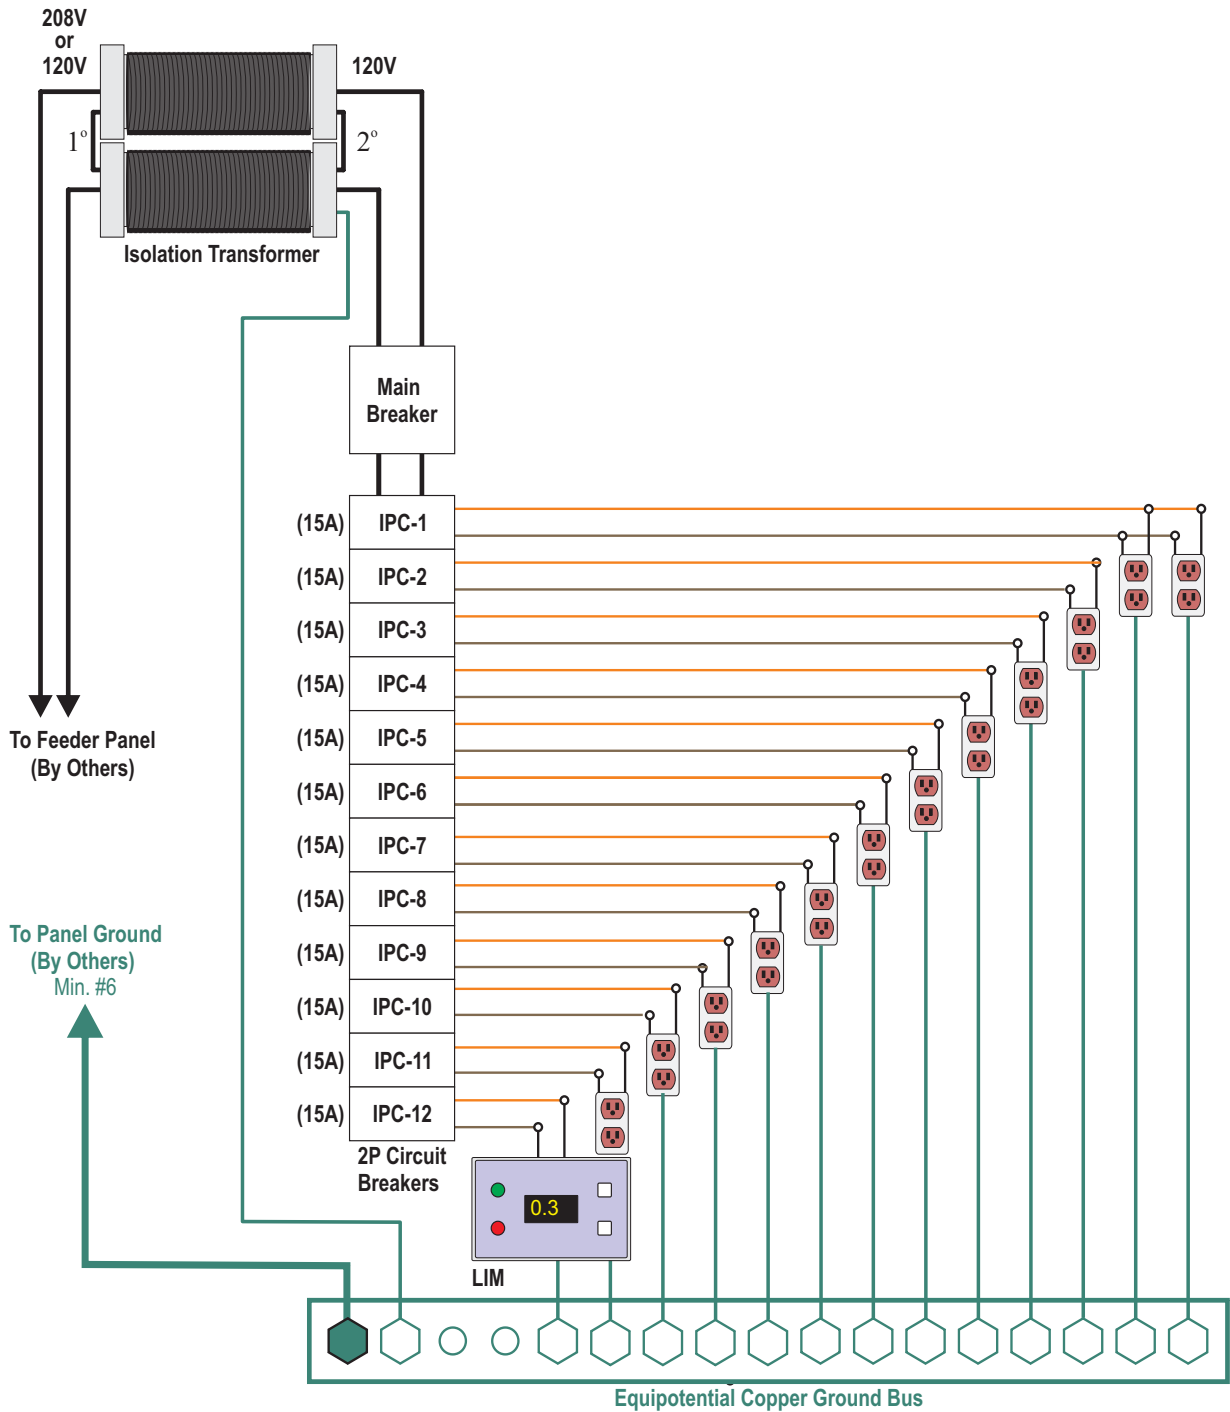 208V
or
120V
120V
1°
2°
Isolation Transformer
Main
Breaker
(15A) IPC-1
(15A) IPC-2
(15A) IPC-3
(15A) IPC-4
(15A) IPC-5
(15A) IPC-6
(15A) IPC-7
(15A) IPC-8
(15A) IPC-9
(15A) IPC-10
(15A) IPC-11
(15A) IPC-12
2P Circuit
Breakers
To Feeder Panel
(By Others)
To Panel Ground
(By Others)
Min. #6
0.3
LIM
Equipotential Copper Ground Bus